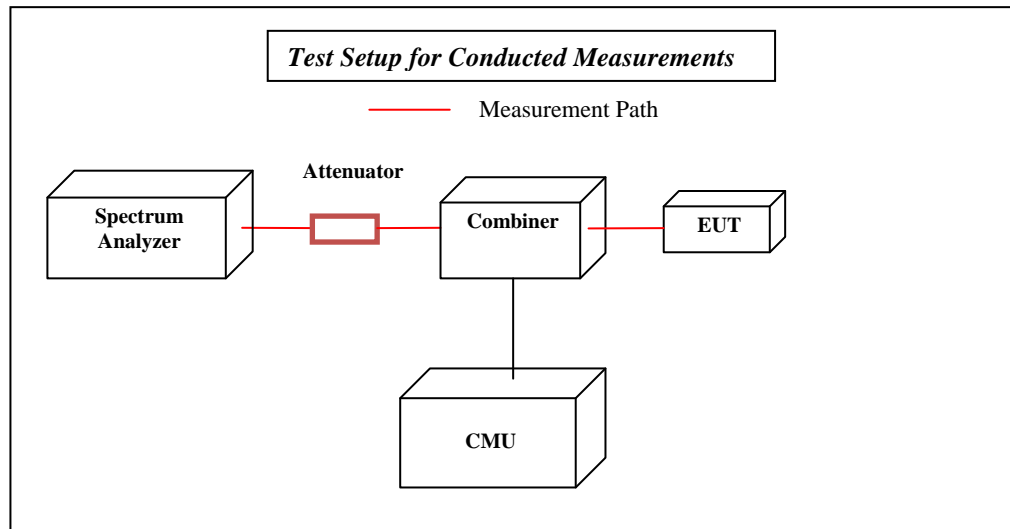 Test Setup for Conducted Measurements
Measurement Path
Attenuator
Spectrum
Analyzer
Combiner
EUT
CMU